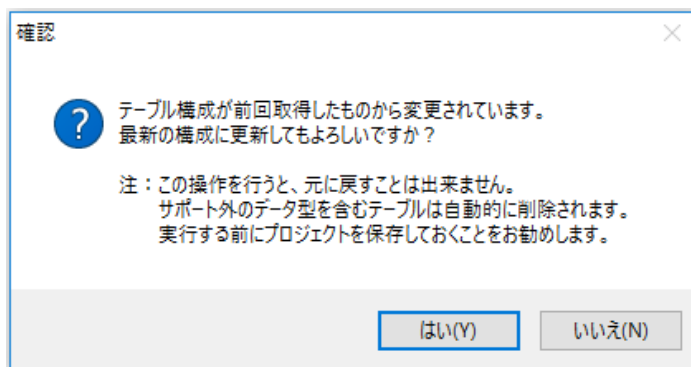 確認
テーブル構成が前回取得したものから変更されています。
最新の構成に更新してもよろしいですか？
注：この操作を行うと、元に戻すことは出来ません。
サポート外のデータ型を含むテーブルは自動的に削除されます。
実行する前にプロジェクトを保存しておくことをお勧めします。
はい(Y)
いいえ(N)